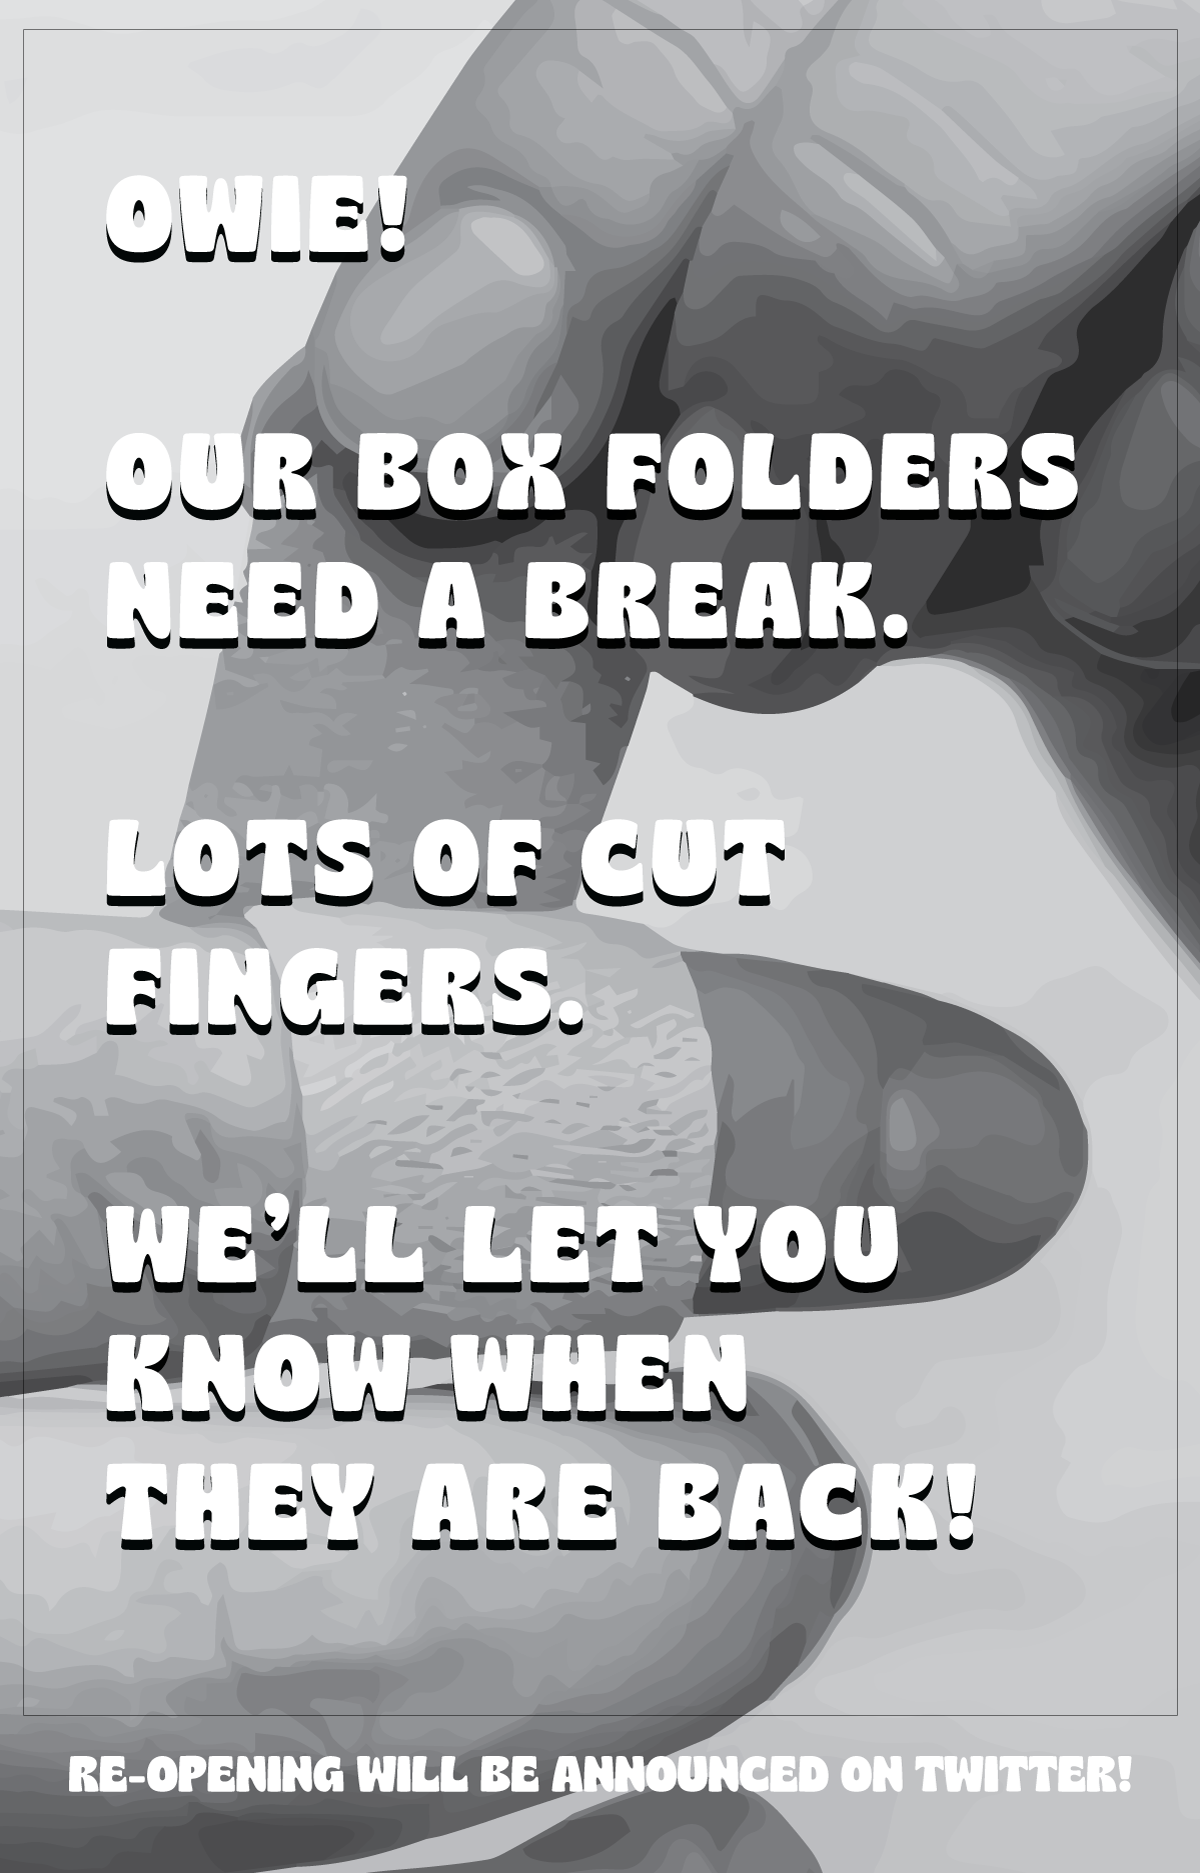 OWIE!
OUR BOX FOLDERS
NEED A BREAK.
LOTS OF CUT
FINGERS.
WE’LL LET YOU
KNOW WHEN
THEY ARE BACK!
RE-OPENING WILL BE ANNOUNCED ON TWITTER!